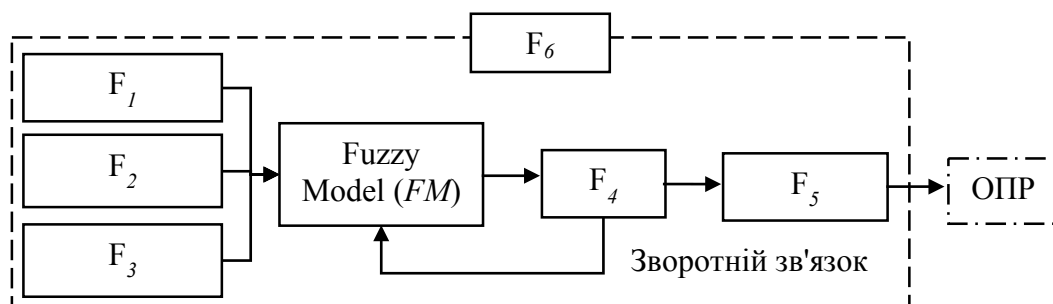 F6
F1
F2
F3
Fuzzy
Model (FM)
F4
F5
ОПР
Зворотній зв'язок